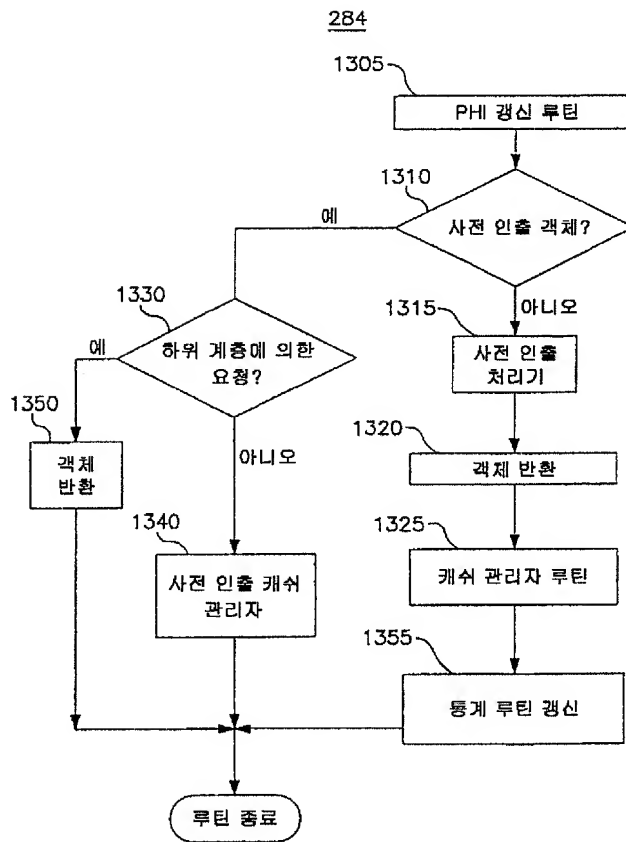 284
1305
PHI 갱신 루틴
1310
사전 인출 객체?
예
아니오
1330
하위 계층에 의한
요청?
예
아니오
1315
사전 인출
처리기
1350
객체
반환
1320
객체 반환
1340
사전 인출 캐쉬
관리자
1325
캐쉬 관리자 루틴
1355
통계 루틴 갱신
루틴 종료